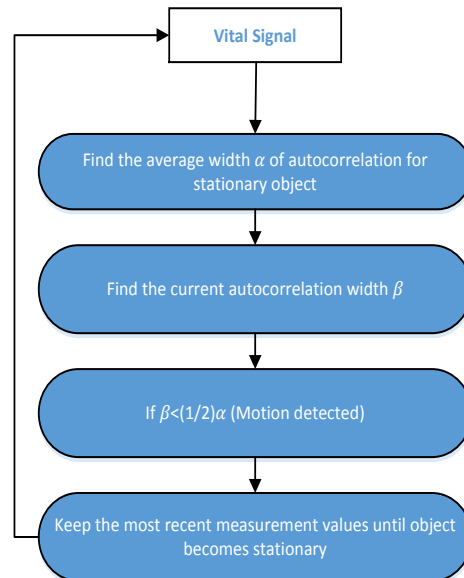 Vital Signal
Find the average width α of autocorrelation for
stationary object
Find the current autocorrelation width β
If β<(1/2)α (Motion detected)
Keep the most recent measurement values until object
becomes stationary